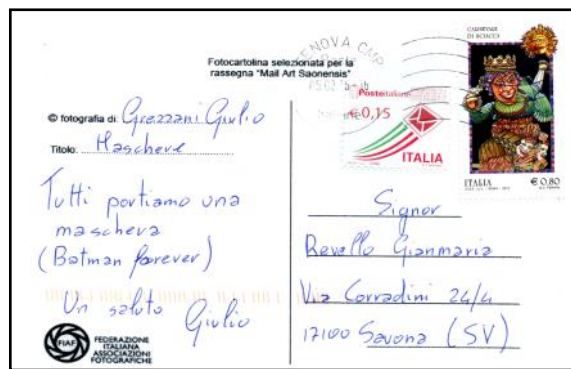 Fotocartolina selezionata per la
rassegna "Mail Art Saonensis"
© fotografia di: Grezzani Giulio
Titolo: Maschere
Tutti portiamo una
maschera
(Batman forever)
Un saluto
Giulio
FIAF
FEDERAZIONE
ITALIANA
ASSOCIAZIONI
FOTOGRAFICHE
GENOVA CMP
Posteitaliane
€0,15
ITALIA
CARNEVALE
DI SCIACCA
ITALIA
€ 0,80
Signor
Revello Gianmaria
Via Corradini 24/4
17100 Savona (SV)